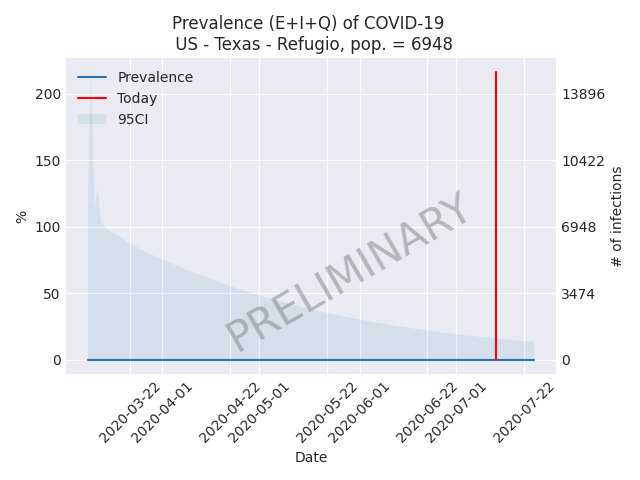 Prevalence (E+I+Q) of COVID-19
US - Texas - Refugio, pop. = 6948
Prevalence
Today
95CI
200
150
100
50
0
%
13896
10422
6948
3474
0
# of infections
PRELIMINARY
2020-03-22
2020-04-01
2020-04-22
2020-05-01
2020-05-22
2020-06-01
2020-06-22
2020-07-01
2020-07-22
Date